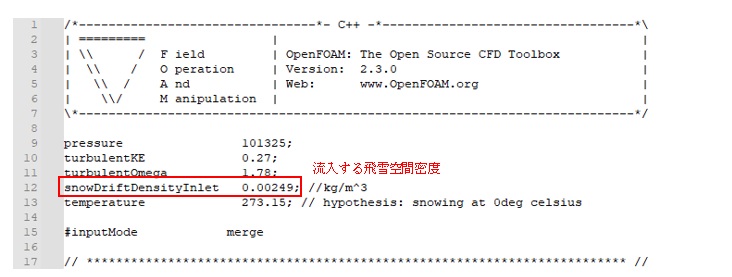 1 /*--------------------------------*- C++ -*----------------------------------*\
2 | ========= | |
3 | \\ / F ield | OpenFOAM: The Open Source CFD Toolbox |
4 | \\ / O peration | Version: 2.3.0 |
5 | \\ / A nd | Web: www.OpenFOAM.org |
6 | \\/ M anipulation | |
7 \*---------------------------------------------------------------------------*/
8
9 pressure 101325;
10 turbulentKE 0.27;
11 turbulentOmega 1.78; 流入する飛雪空間密度
12 snowDriftDensityInlet 0.00249; //kg/m^3
13 temperature 273.15; // hypothesis: snowing at 0deg celsius
14
15 #inputMode merge
16
17 // ************************************************************************* //